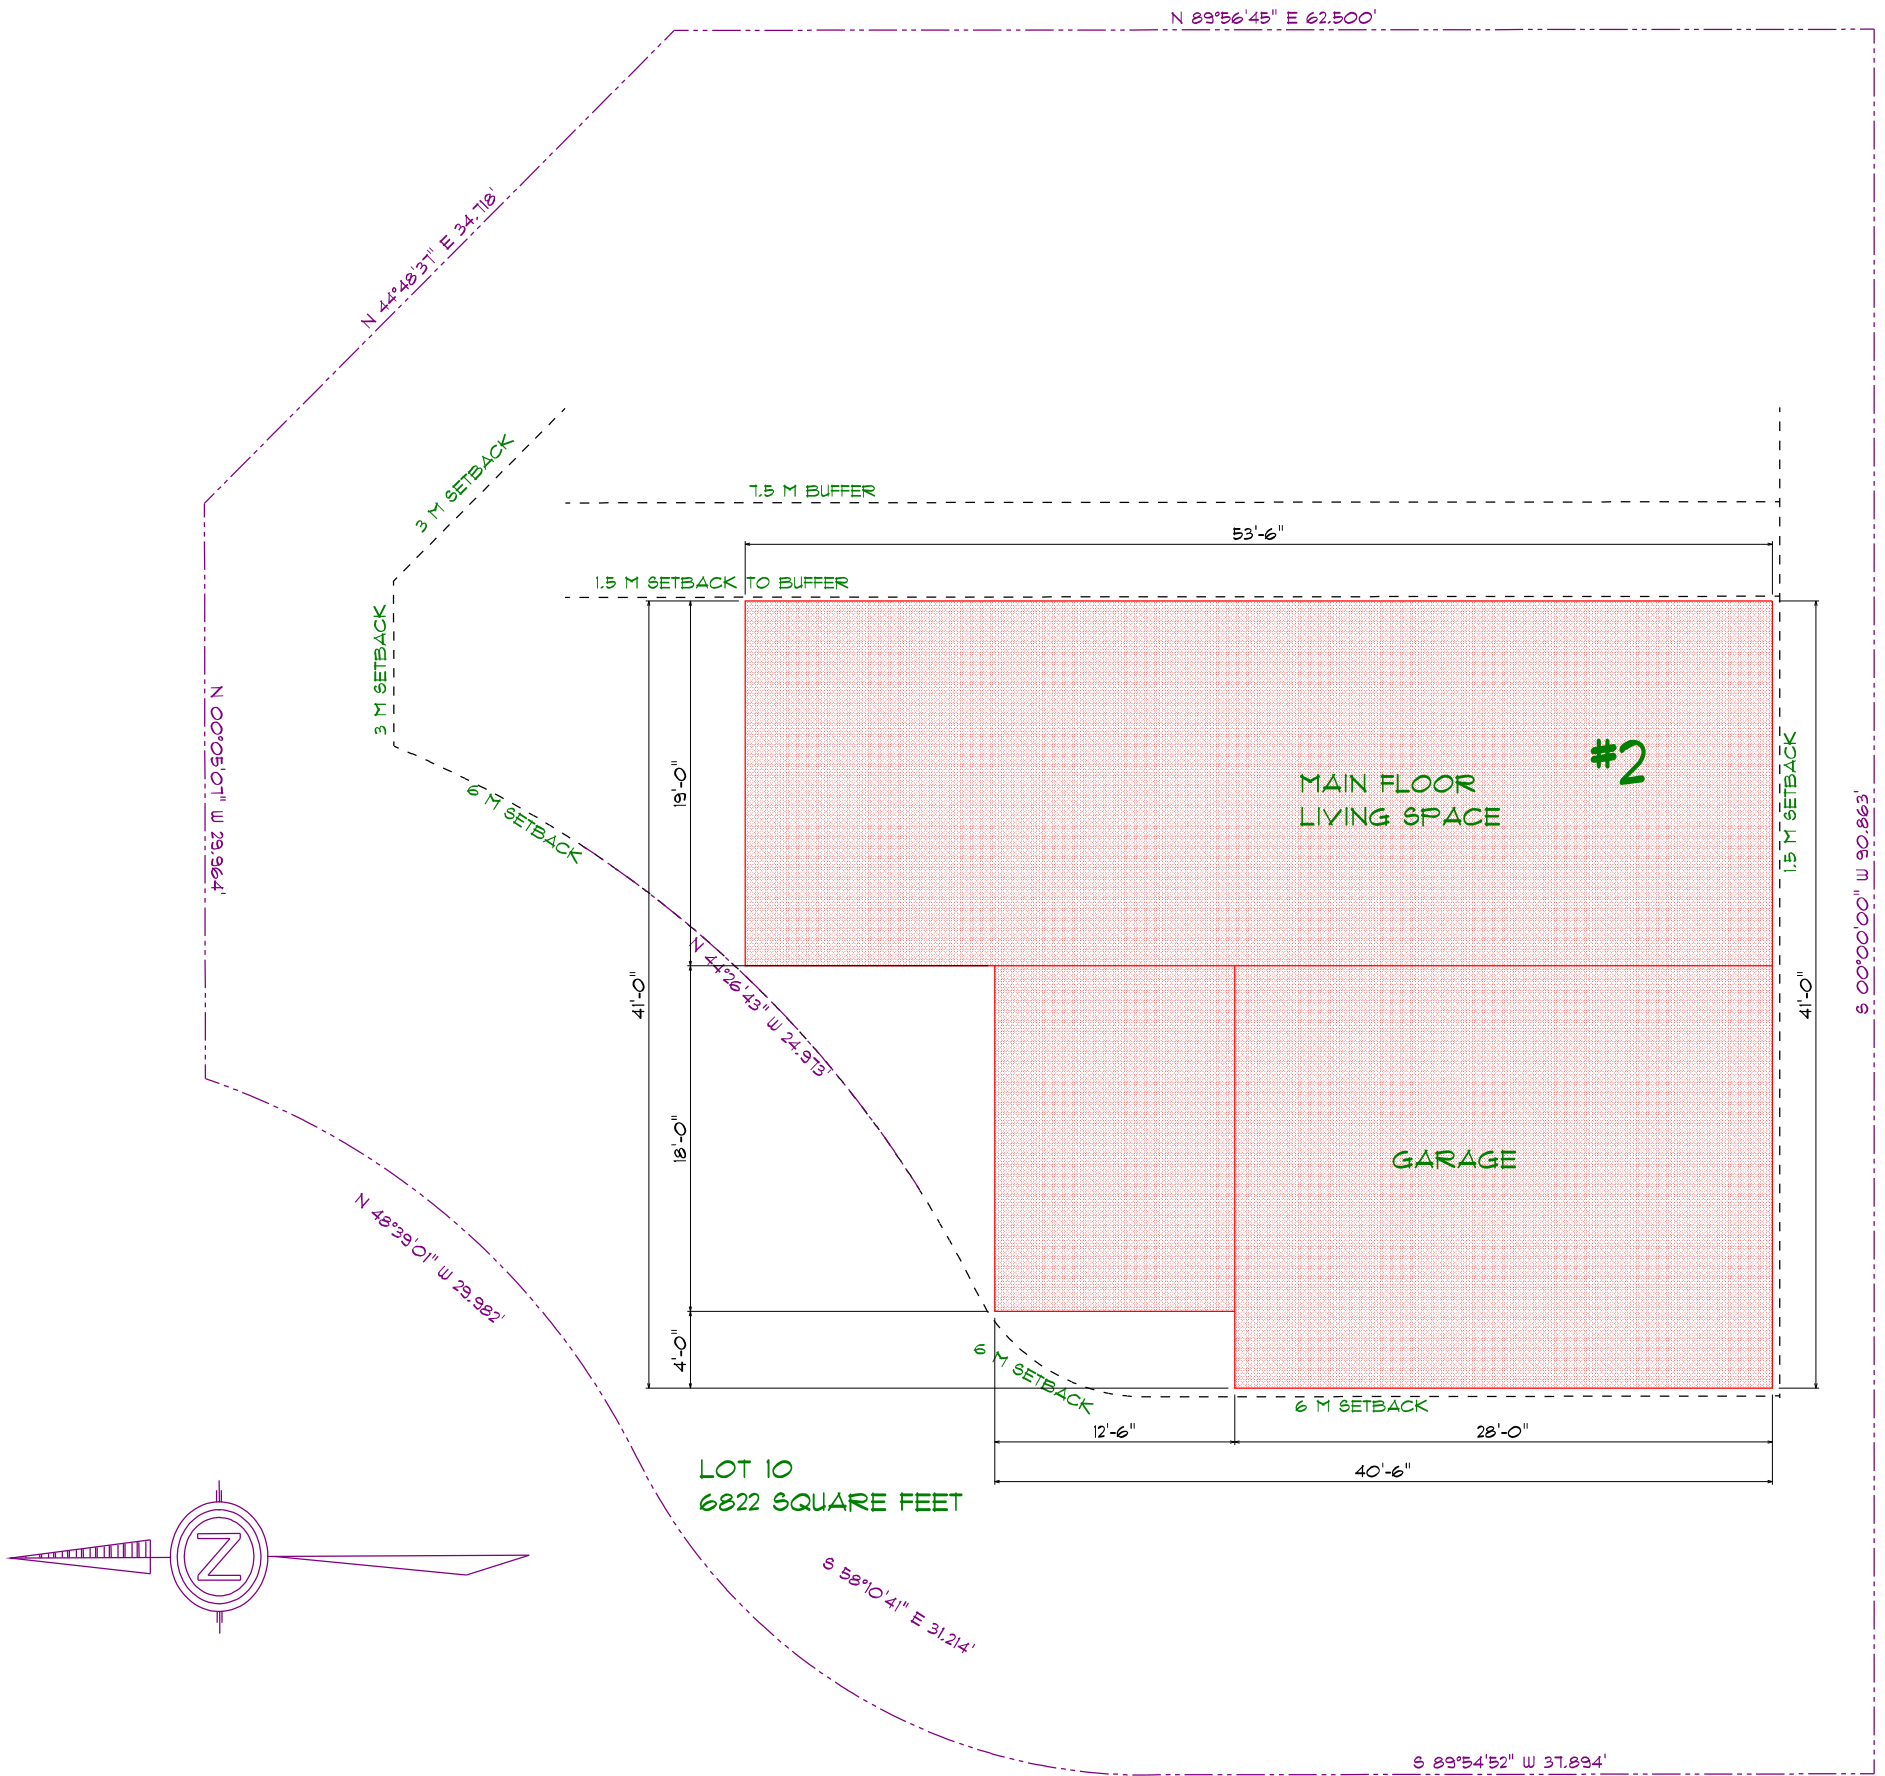 N 89°56'45" E 62.500'
N 44°48'37" E 34.718'
3 M SETBACK
7.5 M BUFFER
53'-6"
1.5 M SETBACK TO BUFFER
3 M SETBACK
N 00°05'07" W 29.964'
6 M SETBACK
19'-0"
#2
MAIN FLOOR
LIVING SPACE
1.5 M SETBACK
S 00°00'00" W 90.863'
N 44°26'43" W 24.973'
41'-0"
41'-0"
18'-0"
GARAGE
N 48°39'01" W 29.982'
4'-0"
6 M SETBACK
6 M SETBACK
12'-6"
28'-0"
40'-6"
LOT 10
6822 SQUARE FEET
N
S 58°10'41" E 31.214'
S 89°54'52" W 37.894'